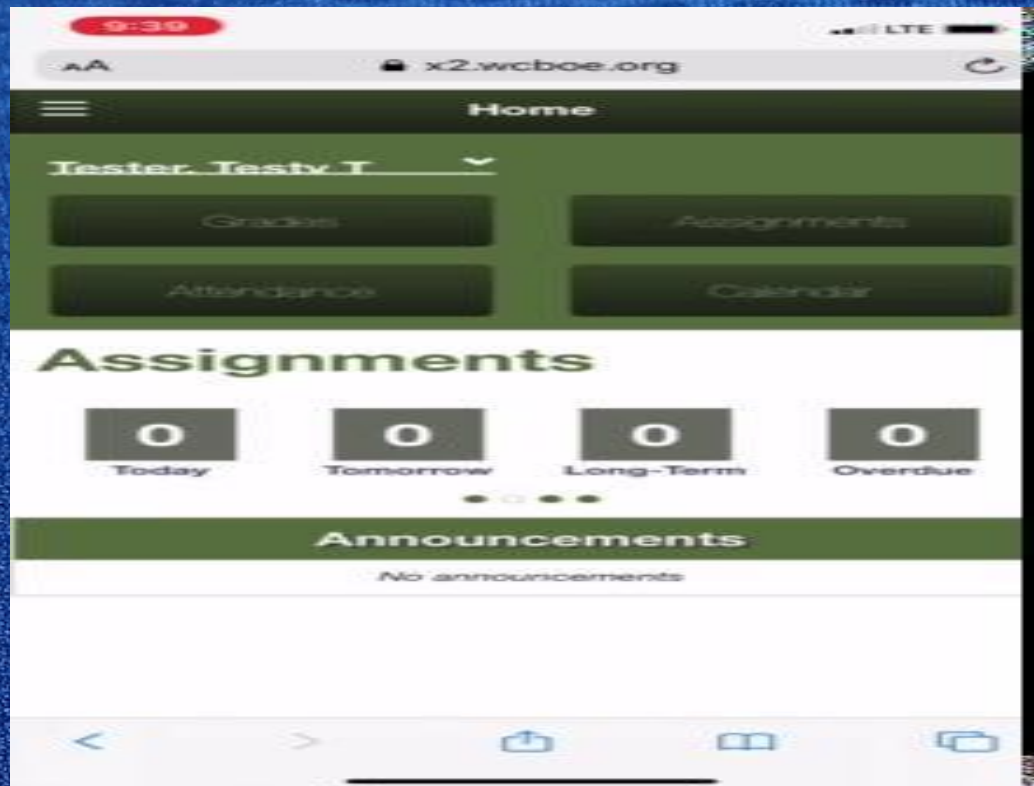 9:39 LTE
AA x2.wcboe.org
Home
Tester, Testy T
Grades Assignments
Attendance Calendar
Assignments
0 0 0 0
Today Tomorrow Long-Term Overdue
Announcements
No announcements